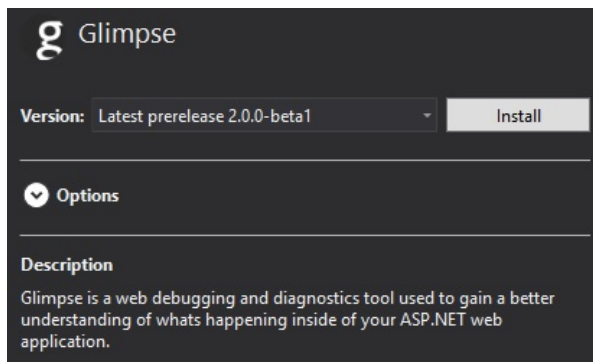 g Glimpse
Version: Latest prerelease 2.0.0-beta1 Install
Options
Description
Glimpse is a web debugging and diagnostics tool used to gain a better
understanding of whats happening inside of your ASP.NET web
application.